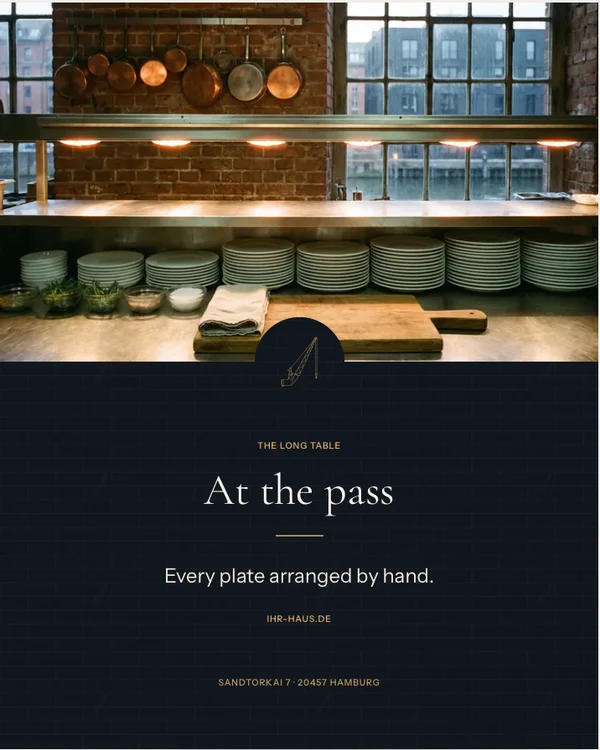 THE LONG TABLE
At the pass
Every plate arranged by hand.
IHR-HAUS.DE
SANDTORKAI 7 · 20457 HAMBURG